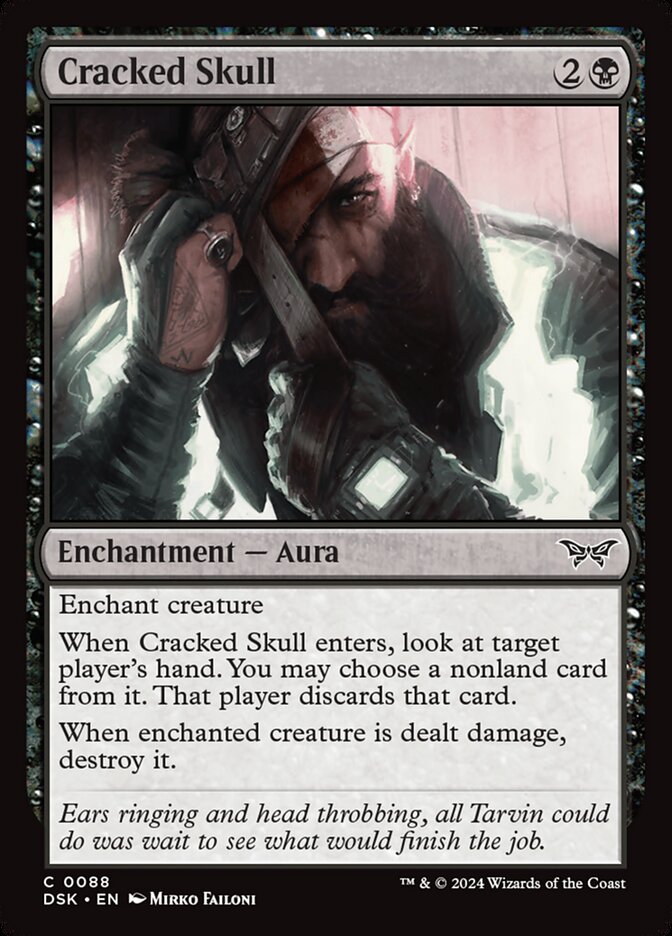 Cracked Skull 2
Enchantment — Aura
Enchant creature
When Cracked Skull enters, look at target
player's hand. You may choose a nonland card
from it. That player discards that card.
When enchanted creature is dealt damage,
destroy it.
Ears ringing and head throbbing, all Tarvin could
do was wait to see what would finish the job.
C 0088
DSK • EN Mirko Failoni
™ & © 2024 Wizards of the Coast